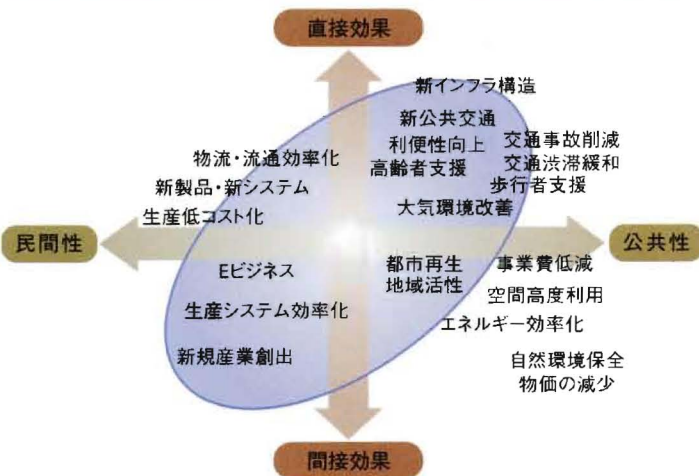 直接効果
新インフラ構造
新公共交通
利便性向上
高齢者支援
交通事故削減
交通渋滞緩和
歩行者支援
大気環境改善
物流・流通効率化
新製品・新システム
生産低コスト化
民間性
公共性
Eビジネス
生産システム効率化
新規産業創出
都市再生
地域活性
事業費低減
空間高度利用
エネルギー効率化
自然環境保全
物価の減少
間接効果